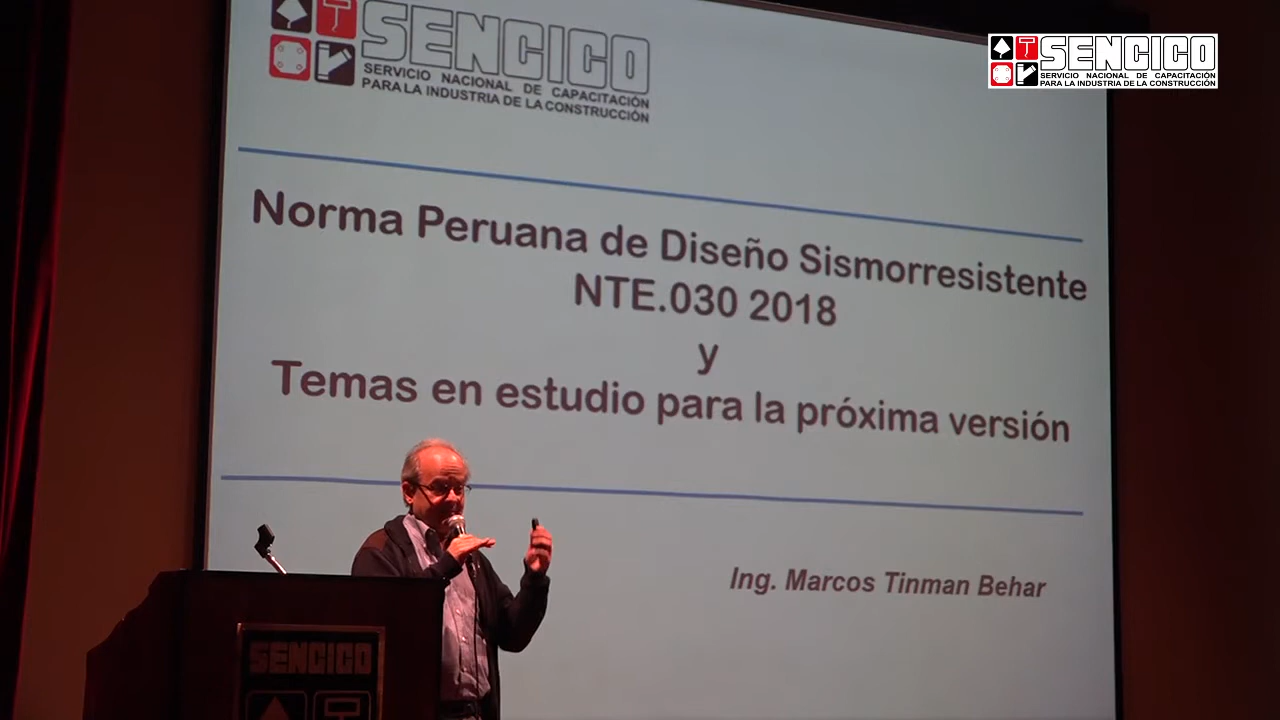 SENCICO
SERVICIO NACIONAL DE CAPACITACIÓN
PARA LA INDUSTRIA DE LA CONSTRUCCIÓN
SENCICO
SERVICIO NACIONAL DE CAPACITACIÓN
PARA LA INDUSTRIA DE LA CONSTRUCCIÓN
Norma Peruana de Diseño Sismorresistente
NTE.030 2018
y
Temas en estudio para la próxima versión
Ing. Marcos Tinman Behar
SENCICO